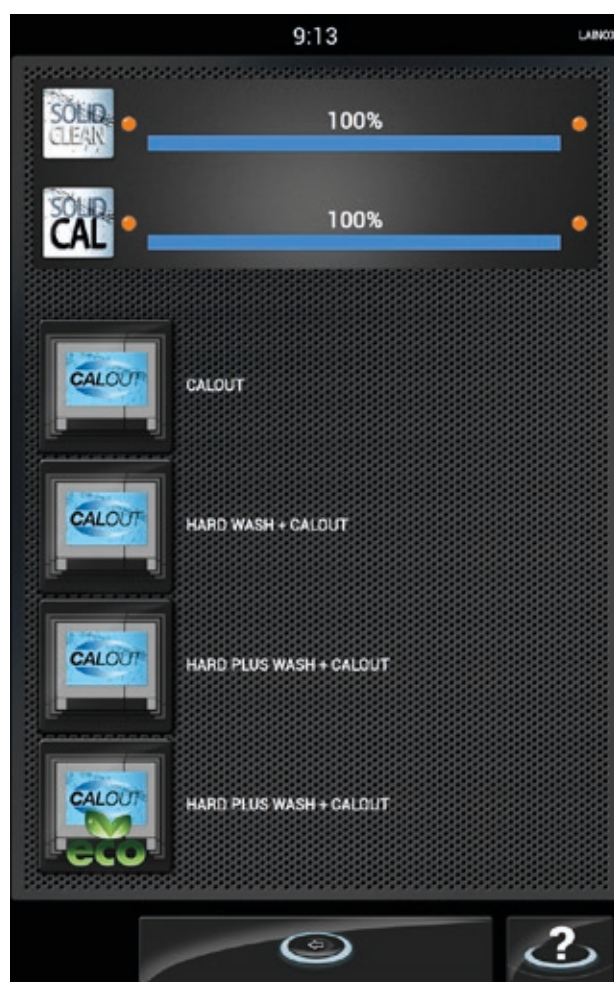 9:13
LAINOX
SOLID
CLEAN
100%
SOLID
CAL
100%
CALOUT
CALOUT
CALOUT
HARD WASH + CALOUT
CALOUT
HARD PLUS WASH + CALOUT
CALOUT
eco
HARD PLUS WASH + CALOUT
?